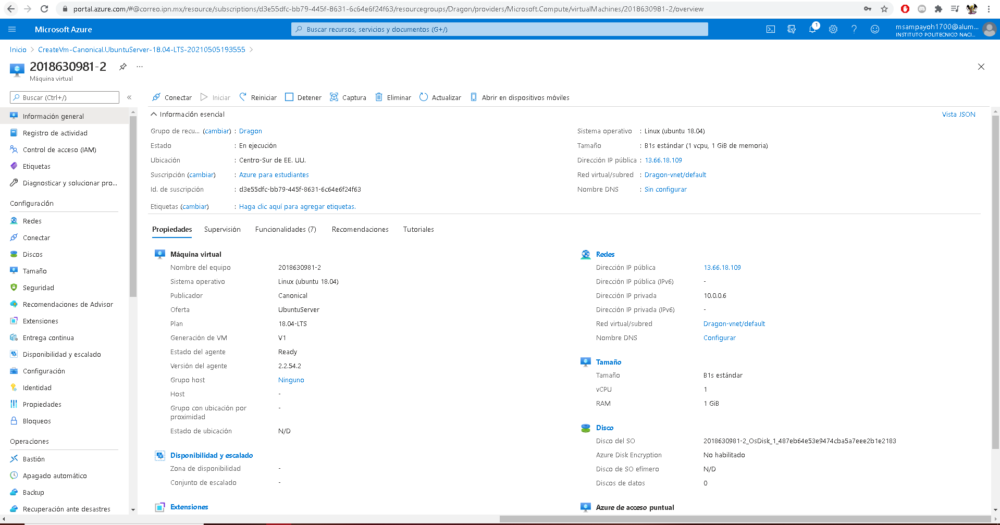 portal.azure.com/#@correo.ipn.mx/resource/subscriptions/d3e55dfc-bb79-445f-8631-6c64e6f24f63/resourcegroups/Dragon/providers/Microsoft.Compute/virtualMachines/2018630981-2/overview
Microsoft Azure
Buscar recursos, servicios y documentos (G+/)
1
msampayoh1700@alum...
INSTITUTO POLITECNICO NACI...
Inicio > CreateVm-Canonical.UbuntuServer-18.04-LTS-20210505193555 >
2018630981-2
Máquina virtual
Buscar (Ctrl+/)
Información general
Registro de actividad
Control de acceso (IAM)
Etiquetas
Diagnosticar y solucionar pro...
Configuración
Redes
Conectar
Discos
Tamaño
Seguridad
Recomendaciones de Advisor
Extensiones
Entrega continua
Disponibilidad y escalado
Configuración
Identidad
Propiedades
Bloqueos
Operaciones
Bastión
Apagado automático
Backup
Recuperación ante desastres
Conectar Iniciar Reiniciar Detener Captura Eliminar Actualizar Abrir en dispositivos móviles
Información esencial
Vista JSON
Grupo de recu... (cambiar) : Dragon
Estado : En ejecución
Ubicación : Centro-Sur de EE. UU.
Suscripción (cambiar) : Azure para estudiantes
Id. de suscripción : d3e55dfc-bb79-445f-8631-6c64e6f24f63
Etiquetas (cambiar) : Haga clic aquí para agregar etiquetas.
Sistema operativo : Linux (ubuntu 18.04)
Tamaño : B1s estándar (1 vcpu, 1 GiB de memoria)
Dirección IP pública : 13.66.18.109
Red virtual/subred : Dragon-vnet/default
Nombre DNS : Sin configurar
Propiedades Supervisión Funcionalidades (7) Recomendaciones Tutoriales
Máquina virtual
Nombre del equipo 2018630981-2
Sistema operativo Linux (ubuntu 18.04)
Publicador Canonical
Oferta UbuntuServer
Plan 18.04-LTS
Generación de VM V1
Estado del agente Ready
Versión del agente 2.2.54.2
Grupo host Ninguno
Host -
Grupo con ubicación por proximidad -
Estado de ubicación N/D
Disponibilidad y escalado
Zona de disponibilidad -
Conjunto de escalado -
Extensiones
Redes
Dirección IP pública 13.66.18.109
Dirección IP pública (IPv6) -
Dirección IP privada 10.0.0.6
Dirección IP privada (IPv6) -
Red virtual/subred Dragon-vnet/default
Nombre DNS Configurar
Tamaño
Tamaño B1s estándar
vCPU 1
RAM 1 GiB
Disco
Disco del SO 2018630981-2_OsDisk_1_487eb64e53e9474cba5a7eee2b1e2183
Azure Disk Encryption No habilitado
Disco de SO efímero N/D
Discos de datos 0
Azure de acceso puntual